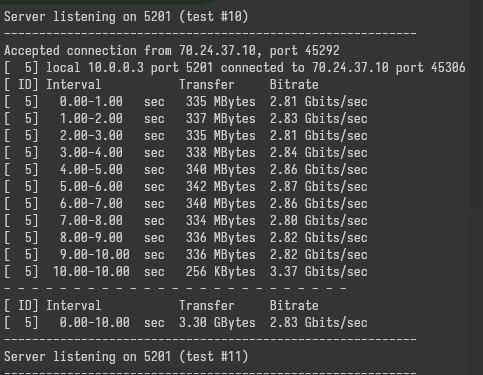 Server listening on 5201 (test #10)
-----------------------------------------------------------
Accepted connection from 70.24.37.10, port 45292
[  5] local 10.0.0.3 port 5201 connected to 70.24.37.10 port 45306
[ ID] Interval           Transfer     Bitrate
[  5]   0.00-1.00   sec   335 MBytes  2.81 Gbits/sec
[  5]   1.00-2.00   sec   337 MBytes  2.83 Gbits/sec
[  5]   2.00-3.00   sec   335 MBytes  2.81 Gbits/sec
[  5]   3.00-4.00   sec   338 MBytes  2.84 Gbits/sec
[  5]   4.00-5.00   sec   340 MBytes  2.86 Gbits/sec
[  5]   5.00-6.00   sec   342 MBytes  2.87 Gbits/sec
[  5]   6.00-7.00   sec   340 MBytes  2.86 Gbits/sec
[  5]   7.00-8.00   sec   334 MBytes  2.80 Gbits/sec
[  5]   8.00-9.00   sec   336 MBytes  2.82 Gbits/sec
[  5]   9.00-10.00  sec   336 MBytes  2.82 Gbits/sec
[  5]  10.00-10.00  sec   256 KBytes  3.37 Gbits/sec
- - - - - - - - - - - - - - - - - - - - - - - - -
[ ID] Interval           Transfer     Bitrate
[  5]   0.00-10.00  sec  3.30 GBytes  2.83 Gbits/sec
-----------------------------------------------------------
Server listening on 5201 (test #11)
-----------------------------------------------------------